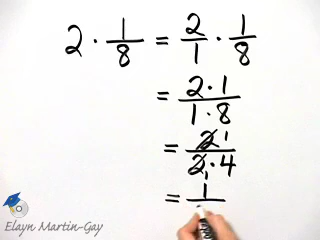 2 · 1/8 = 2/1 · 1/8
= 2·1/1·8
= 2̸ 1/2̸ 1·4
= 1/
Elayn Martin-Gay